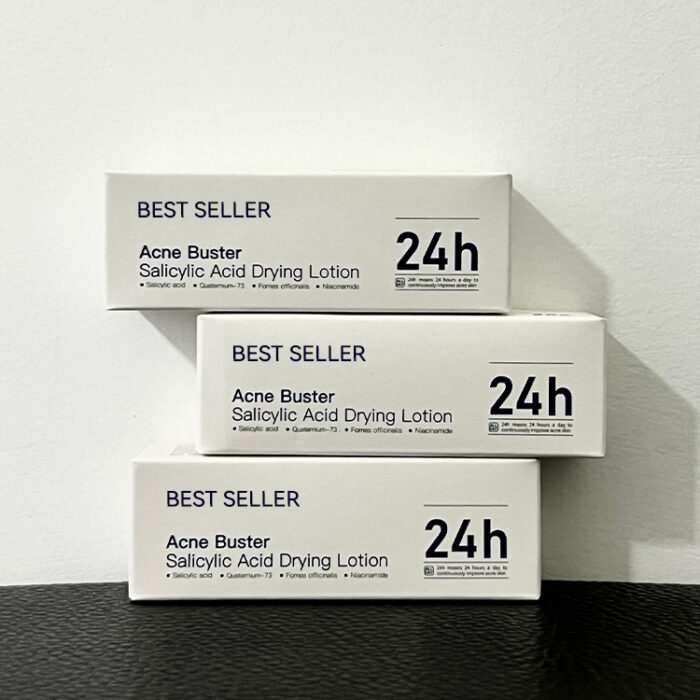 BEST SELLER
Acne Buster
Salicylic Acid Drying Lotion
• Salicylic acid • Quaternium-73 • Fomes officinalis • Niacinamide
24h
24h means 24 hours a day to
continuously improve acne skin
BEST SELLER
Acne Buster
Salicylic Acid Drying Lotion
• Salicylic acid • Quaternium-73 • Fomes officinalis • Niacinamide
24h
24h means 24 hours a day to
continuously improve acne skin
BEST SELLER
Acne Buster
Salicylic Acid Drying Lotion
• Salicylic acid • Quaternium-73 • Fomes officinalis • Niacinamide
24h
24h means 24 hours a day to
continuously improve acne skin